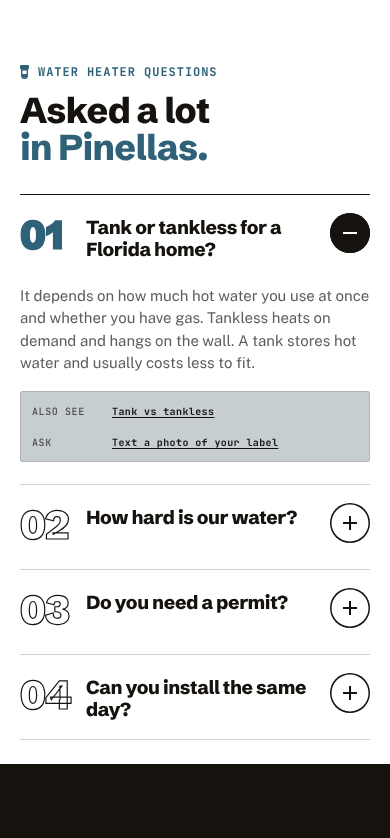 WATER HEATER QUESTIONS
Asked a lot
in Pinellas.
01
Tank or tankless for a
Florida home?
It depends on how much hot water you use at once
and whether you have gas. Tankless heats on
demand and hangs on the wall. A tank stores hot
water and usually costs less to fit.
ALSO SEE Tank vs tankless
ASK Text a photo of your label
02 How hard is our water?
03 Do you need a permit?
04 Can you install the same
day?